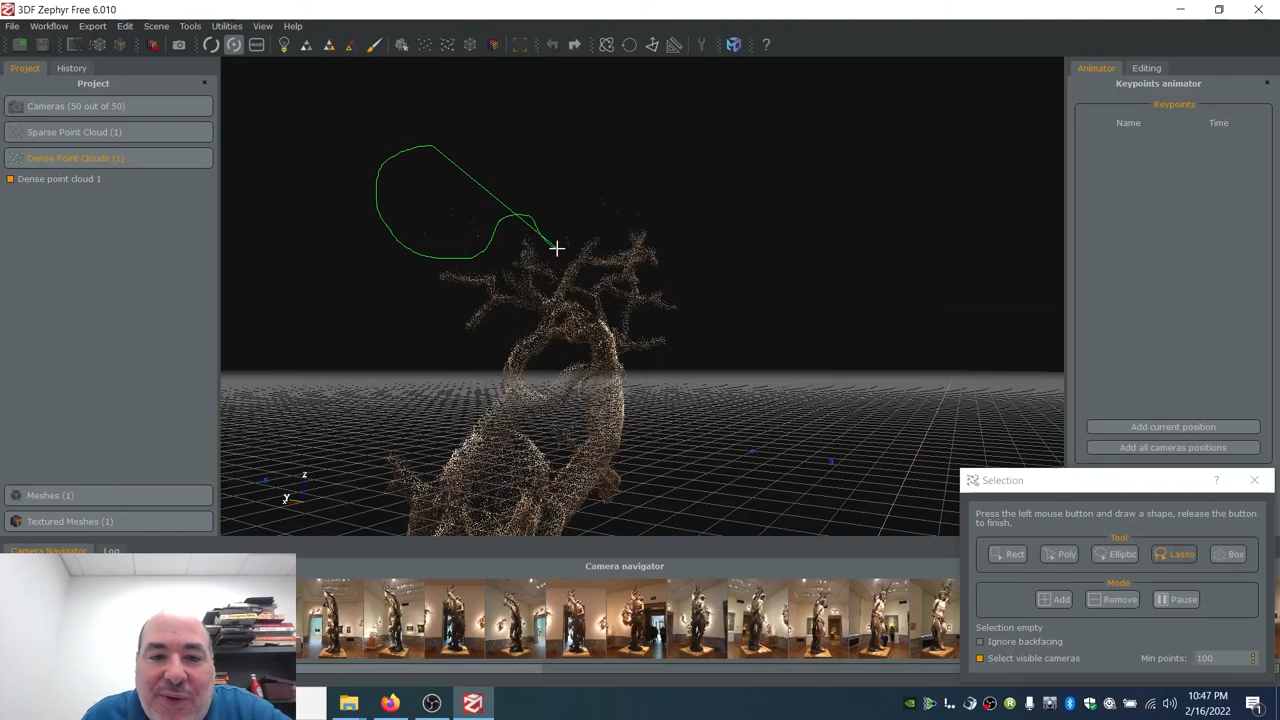 3DF Zephyr Free 6.010
File Workflow Export Edit Scene Tools Utilities View Help
Project History
Project
Cameras (50 out of 50)
Sparse Point Cloud (1)
Dense Point Clouds (1)
Dense point cloud 1
Meshes (1)
Textured Meshes (1)
Camera Navigator Log
z
y
Camera navigator
Animator Editing
Keypoints animator
Keypoints
Name Time
Add current position
Add all cameras positions
Selection
Press the left mouse button and draw a shape, release the button
to finish.
Tool
Rect Poly Elliptic Lasso Box
Mode
Add Remove Pause
Selection empty
Ignore backfacing
Select visible cameras Min points: 100
10:47 PM
2/16/2022